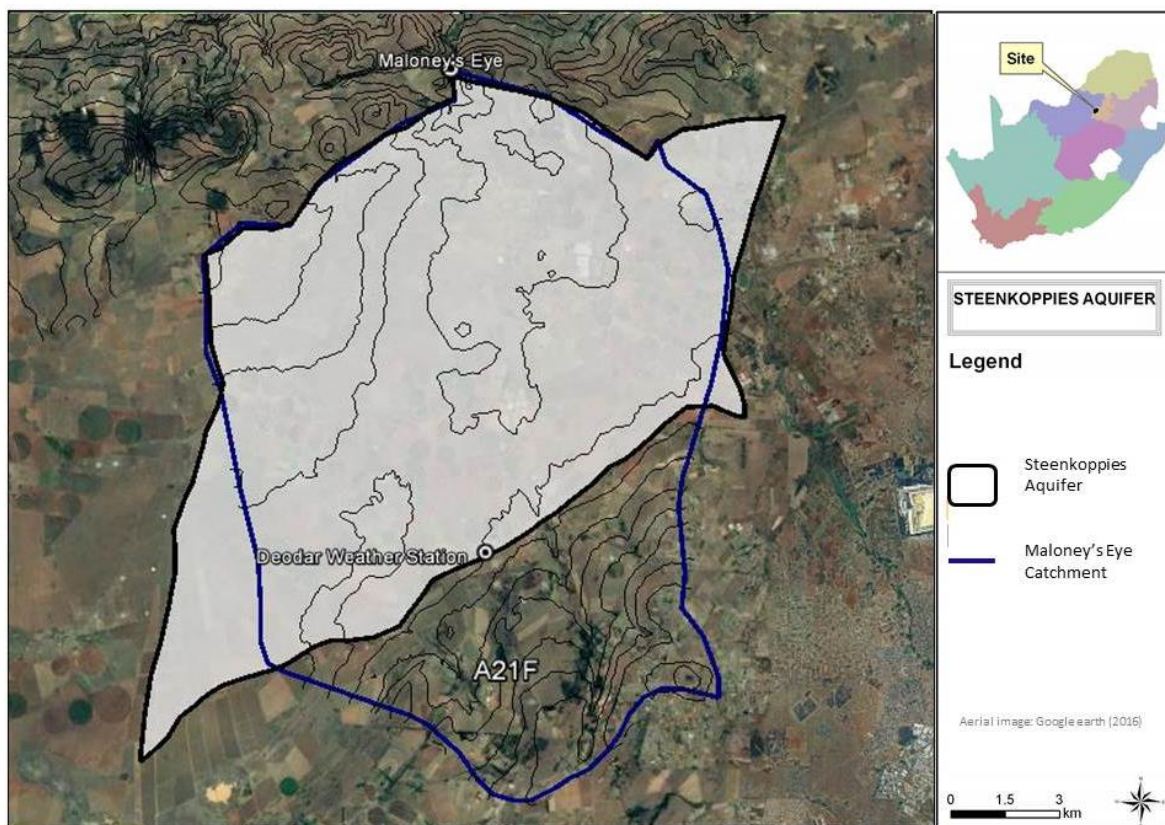 Maloney's Eye
Deodar Weather Station
A21F
Site
STEENKOPPIES AQUIFER
Legend
Steenkoppies
Aquifer
Maloney's Eye
Catchment
Aerial image: Google earth (2016)
0 1.5 3
km